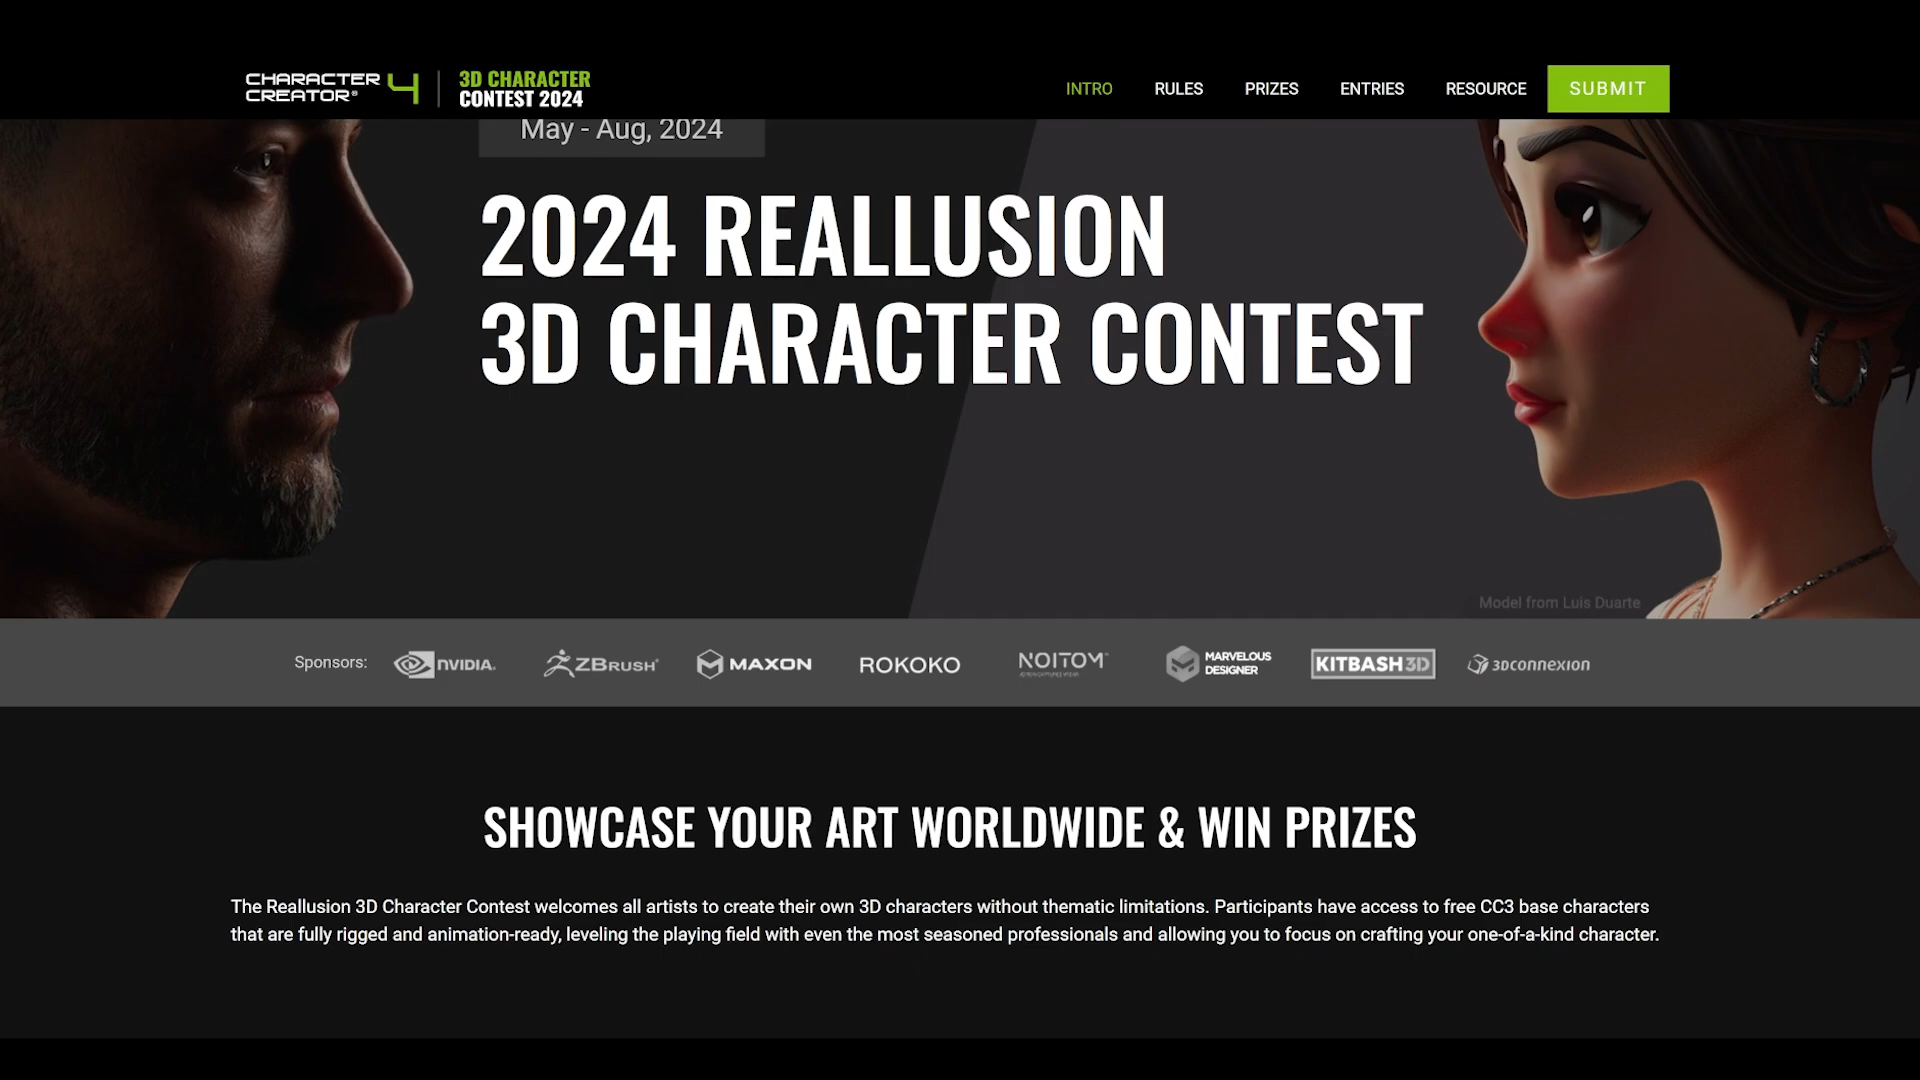 CHARACTER
CREATOR® 4
3D CHARACTER
CONTEST 2024
INTRO
RULES
PRIZES
ENTRIES
RESOURCE
SUBMIT
May - Aug, 2024
2024 REALLUSION
3D CHARACTER CONTEST
Model from Luis Duarte
Sponsors:
NVIDIA.
ZBRUSH®
MAXON
ROKOKO
NOITOM
MARVELOUS
DESIGNER
KITBASH3D
3DCONNEXION
SHOWCASE YOUR ART WORLDWIDE & WIN PRIZES
The Reallusion 3D Character Contest welcomes all artists to create their own 3D characters without thematic limitations. Participants have access to free CC3 base characters
that are fully rigged and animation-ready, leveling the playing field with even the most seasoned professionals and allowing you to focus on crafting your one-of-a-kind character.